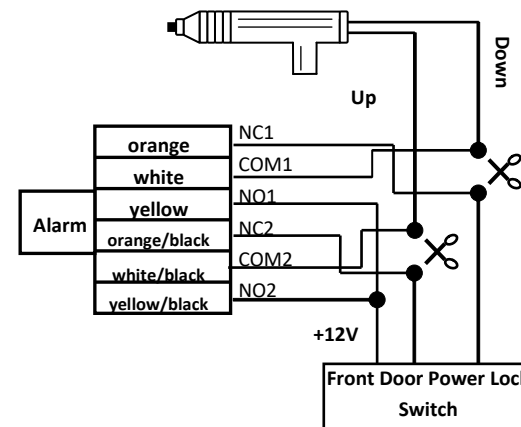 Down
Up
NC1
orange
COM1
white
NO1
yellow
Alarm
NC2
orange/black
COM2
white/black
NO2
yellow/black
+12V
Front Door Power Lock
Switch